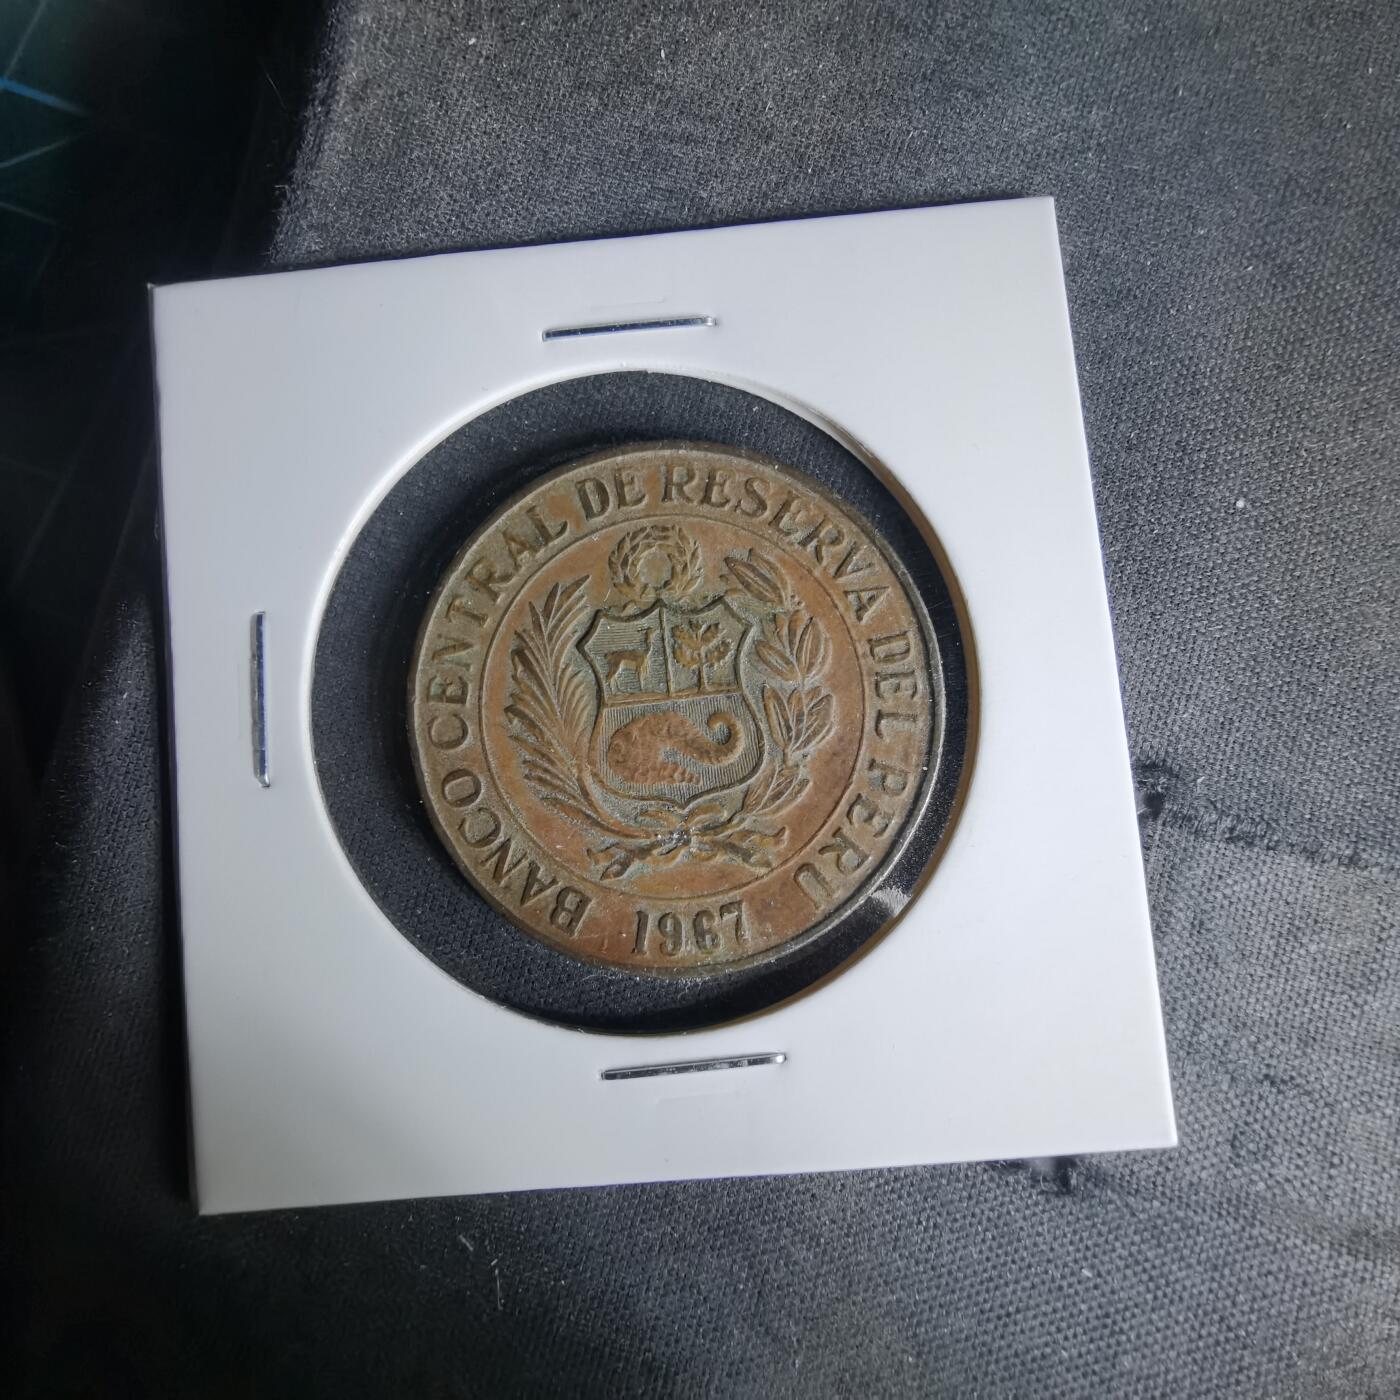 BANCO CENTRAL DE RESERVA DEL PERU
1967